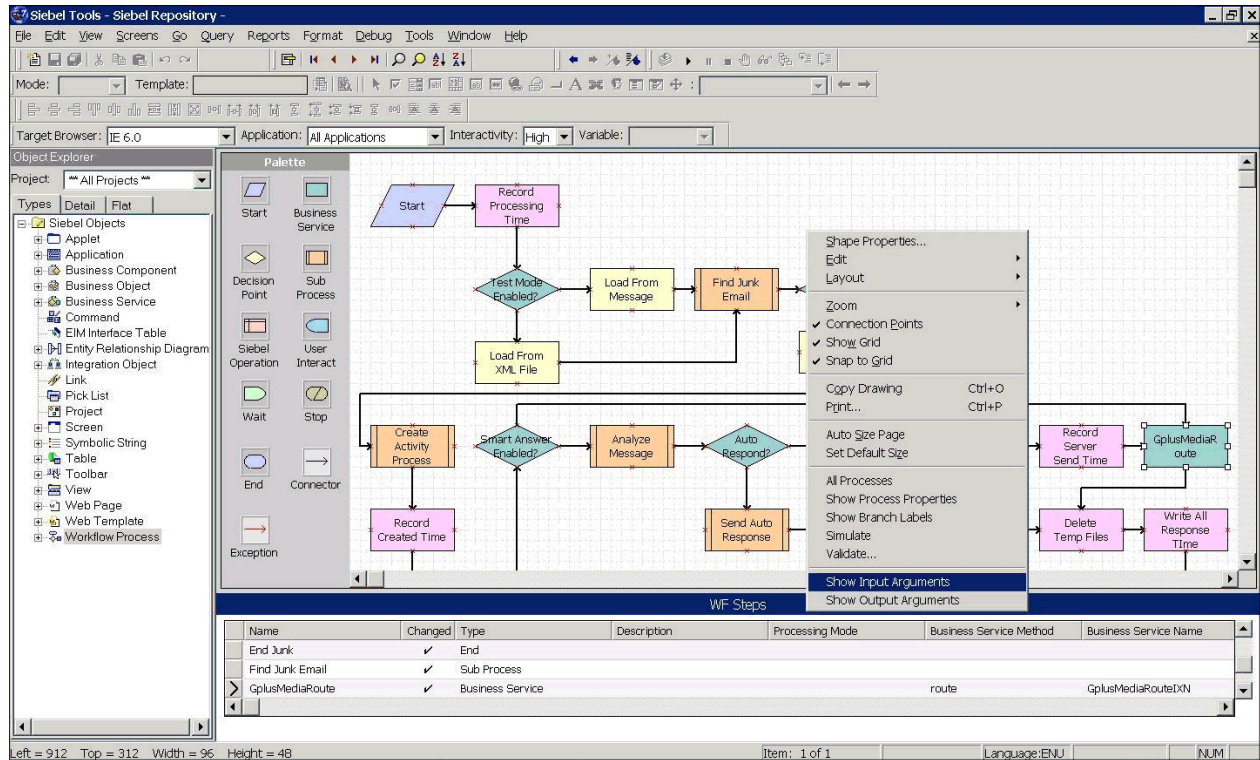 Siebel Tools - Siebel Repository -
File Edit View Screens Go Query Reports Format Debug Tools Window Help
Mode: Template:
Target Browser: IE 6.0 Application: All Applications Interactivity: High Variable:
Object Explorer
Project: ** All Projects **
Types Detail Flat
Siebel Objects
Applet
Application
Business Component
Business Object
Business Service
Command
EIM Interface Table
Entity Relationship Diagram
Integration Object
Link
Pick List
Project
Screen
Symbolic String
Table
Toolbar
View
Web Page
Web Template
Workflow Process
Palette
Start
Business
Service
Decision
Point
Sub
Process
Siebel
Operation
User
Interact
Wait
Stop
End
Connector
Exception
Start
Record
Processing
Time
Test Mode
Enabled?
Load From
Message
Find Junk
Email
Load From
XML File
Create
Activity
Process
Smart Answer
Enabled?
Analyze
Message
Auto
Respond?
Record
Server
Send Time
GplusMediaR
oute
Record
Created Time
Send Auto
Response
Delete
Temp Files
Write All
Response
TIme
Shape Properties...
Edit
Layout
Zoom
Connection Points
Show Grid
Snap to Grid
Copy Drawing Ctrl+O
Print... Ctrl+P
Auto Size Page
Set Default Size
All Processes
Show Process Properties
Show Branch Labels
Simulate
Validate...
Show Input Arguments
Show Output Arguments
WF Steps
Name Changed Type Description Processing Mode Business Service Method Business Service Name
End Junk ✓ End
Find Junk Email ✓ Sub Process
GplusMediaRoute ✓ Business Service route GplusMediaRouteIXN
Left = 912 Top = 312 Width = 96 Height = 48 Item: 1 of 1 Language:ENU NUM